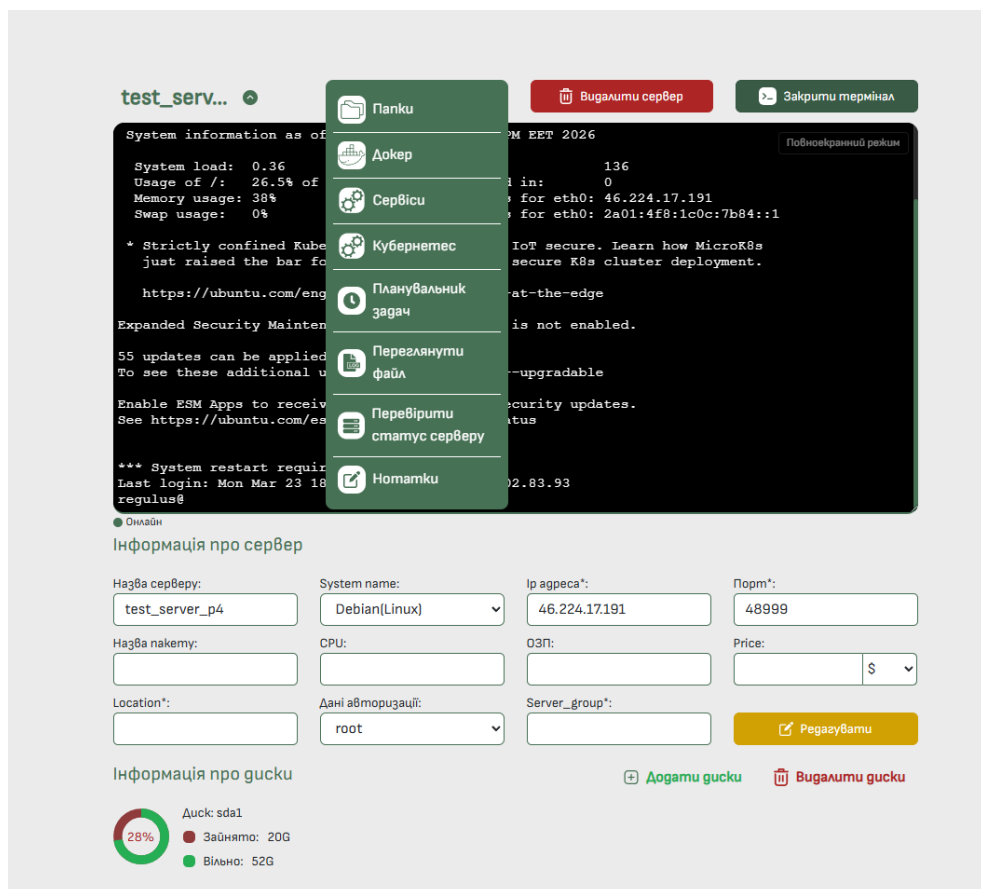 test_serv...
Видалити сервер
Закрити термінал
Папки
Докер
Сервіси
Кубернетес
Планувальник
задач
Переглянути
файл
Перевірити
статус серверу
Нотатки
Повноекранний режим
System information as of PM EET 2026
System load: 0.36 136
Usage of /: 26.5% of in: 0
Memory usage: 38% for eth0: 46.224.17.191
Swap usage: 0% for eth0: 2a01:4f8:1c0c:7b84::1
* Strictly confined Kube IoT secure. Learn how MicroK8s
just raised the bar fo secure K8s cluster deployment.
https://ubuntu.com/eng -at-the-edge
Expanded Security Mainten is not enabled.
55 updates can be applied
To see these additional u --upgradable
Enable ESM Apps to receiv security updates.
See https://ubuntu.com/es tatus
*** System restart requir
Last login: Mon Mar 23 18 02.83.93
regulus@
Онлайн
Інформація про сервер
Назва серверу: System name: Ip адреса*: Порт*:
test_server_p4 Debian(Linux) 46.224.17.191 48999
Назва пакету: CPU: ОЗП: Price:
$
Location*: Дані авторизації: Server_group*:
root Редагувати
Інформація про диски Додати диски Видалити диски
Диск: sda1
28% Зайнято: 20G
Вільно: 52G